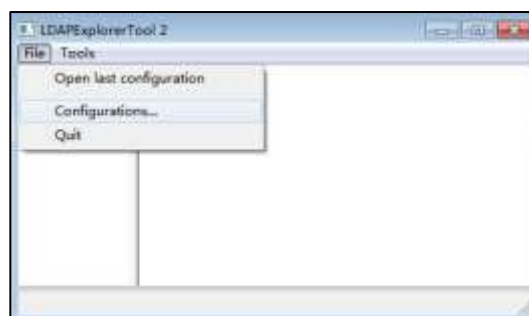 LDAPExplorerTool 2
File Tools
Open last configuration
Configurations...
Quit